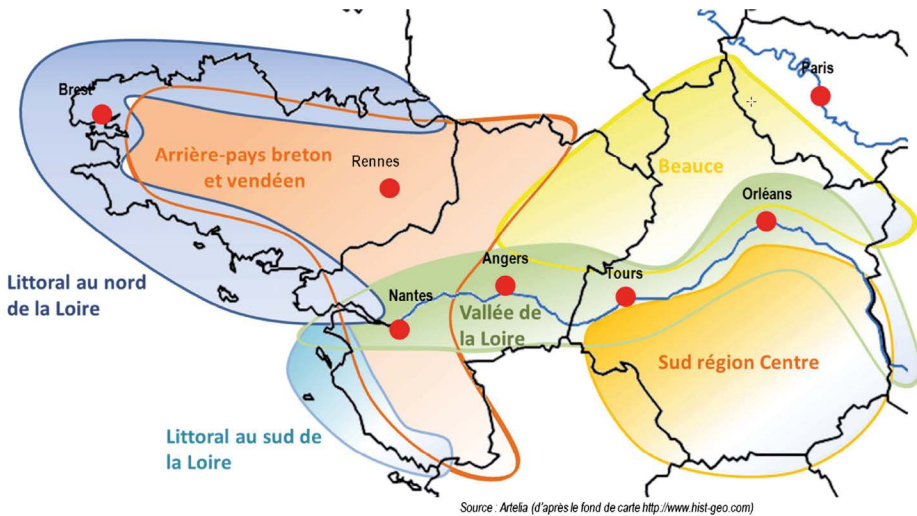 Brest
Paris
Arrière-pays breton
et vendéen
Rennes
Beauce
Orléans
Littoral au nord
de la Loire
Angers
Tours
Nantes
Vallée de
la Loire
Sud région Centre
Littoral au sud de
la Loire
Source : Artelia (d'après le fond de carte http://www.hist-geo.com)